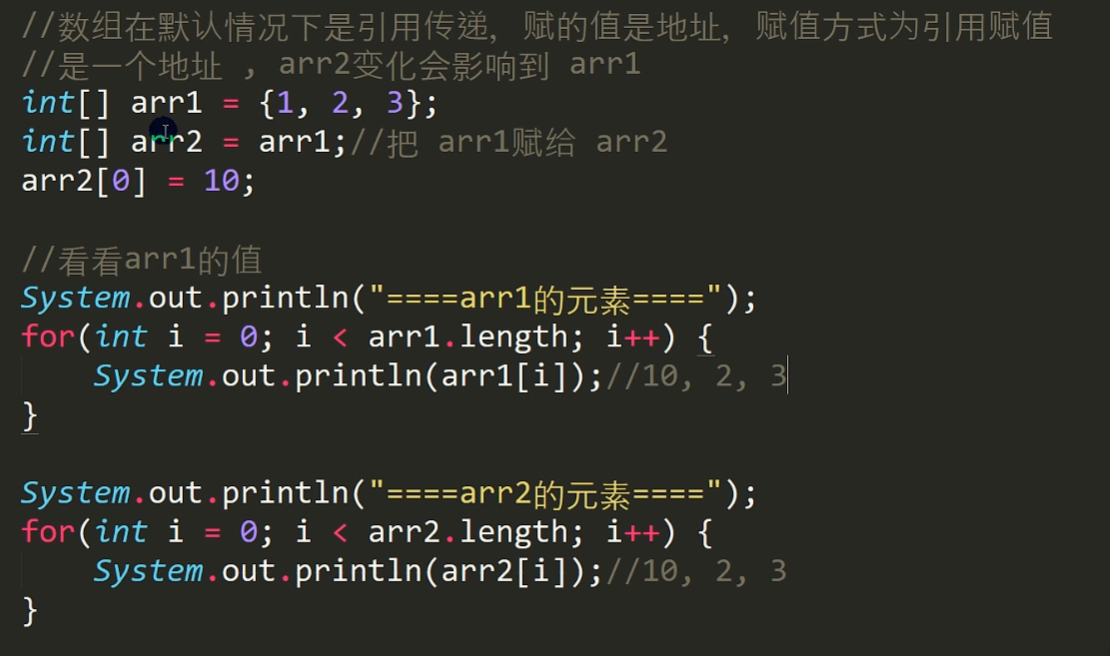 //数组在默认情况下是引用传递, 赋的值是地址, 赋值方式为引用赋值
//是一个地址 , arr2变化会影响到 arr1
int[] arr1 = {1, 2, 3};
int[] arr2 = arr1;//把 arr1赋给 arr2
arr2[0] = 10;
//看看arr1的值
System.out.println("====arr1的元素====");
for(int i = 0; i < arr1.length; i++) {
System.out.println(arr1[i]);//10, 2, 3
}
System.out.println("====arr2的元素====");
for(int i = 0; i < arr2.length; i++) {
System.out.println(arr2[i]);//10, 2, 3
}